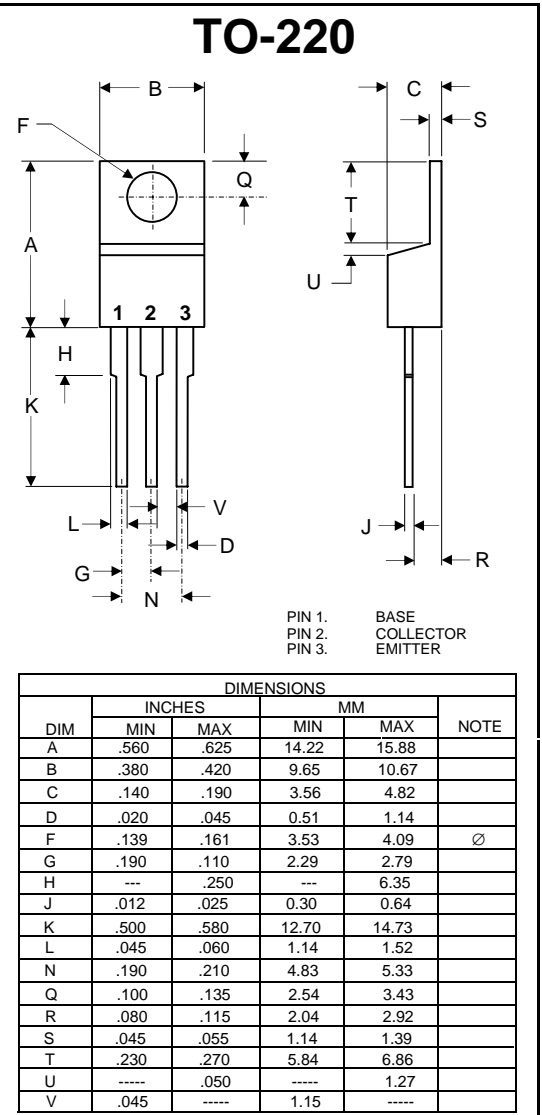 TO-220
B
C
F
S
Q
T
A
U
1 2 3
H
K
V
L
J
D
R
G
N
PIN 1. BASE
PIN 2. COLLECTOR
PIN 3. EMITTER
DIMENSIONS
INCHES MM
DIM MIN MAX MIN MAX NOTE
A .560 .625 14.22 15.88
B .380 .420 9.65 10.67
C .140 .190 3.56 4.82
D .020 .045 0.51 1.14
F .139 .161 3.53 4.09 ∅
G .190 .110 2.29 2.79
H --- .250 --- 6.35
J .012 .025 0.30 0.64
K .500 .580 12.70 14.73
L .045 .060 1.14 1.52
N .190 .210 4.83 5.33
Q .100 .135 2.54 3.43
R .080 .115 2.04 2.92
S .045 .055 1.14 1.39
T .230 .270 5.84 6.86
U ----- .050 ----- 1.27
V .045 ----- 1.15 -----